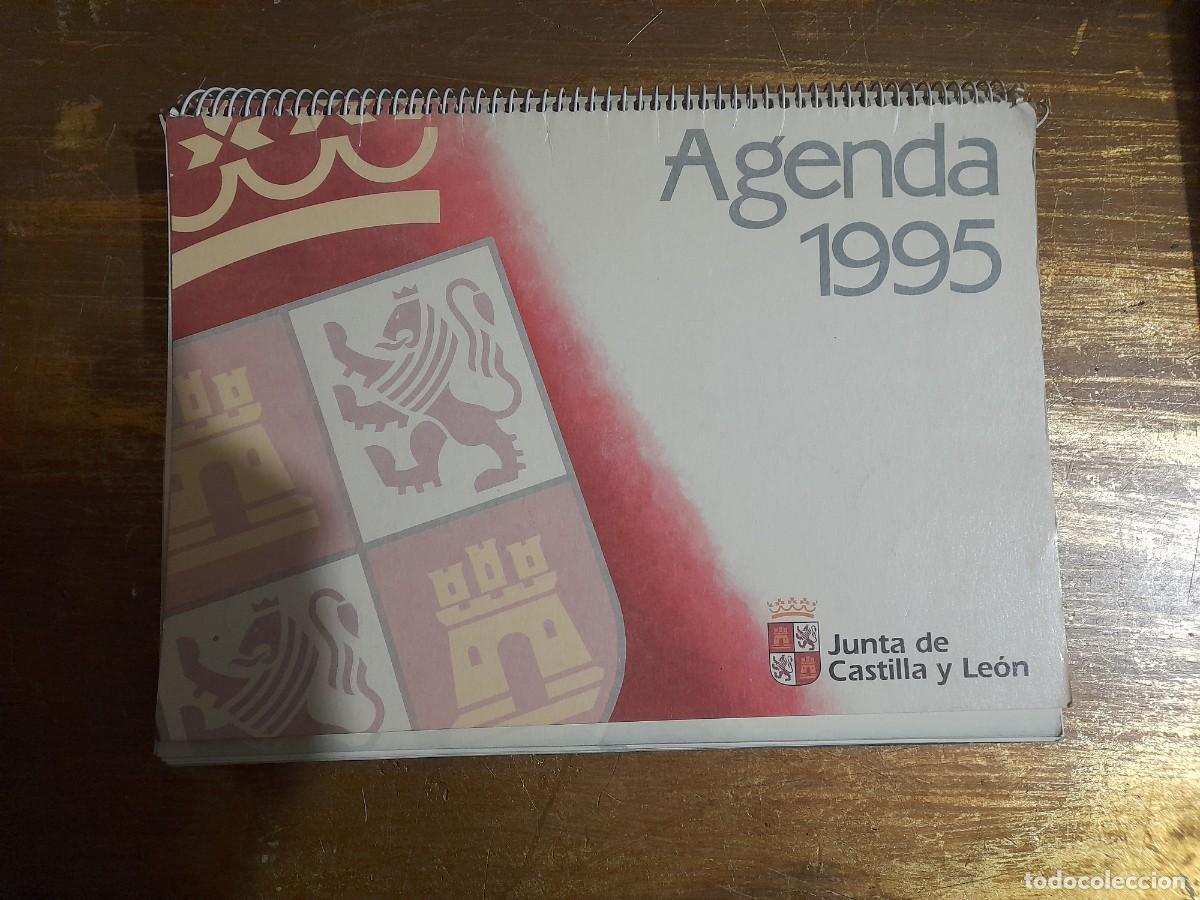 Agenda
1995
Junta de
Castilla y León
todocoleccion